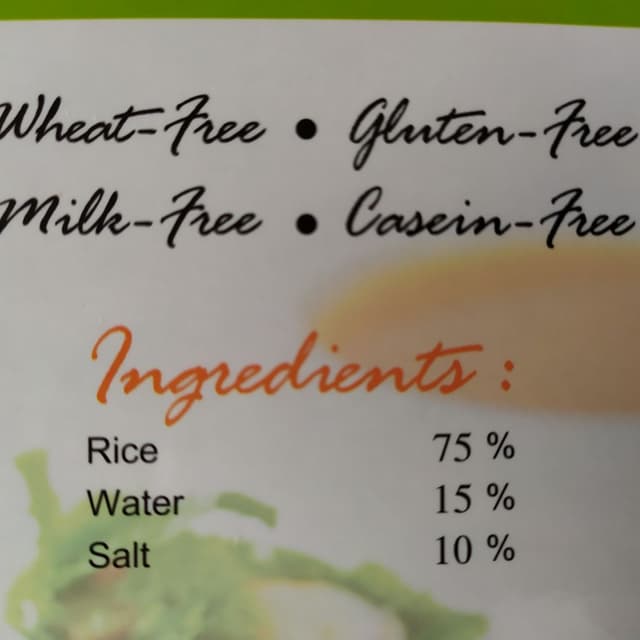 Wheat-Free • Gluten-Free
Milk-Free • Casein-Free
Ingredients :
Rice 75 %
Water 15 %
Salt 10 %